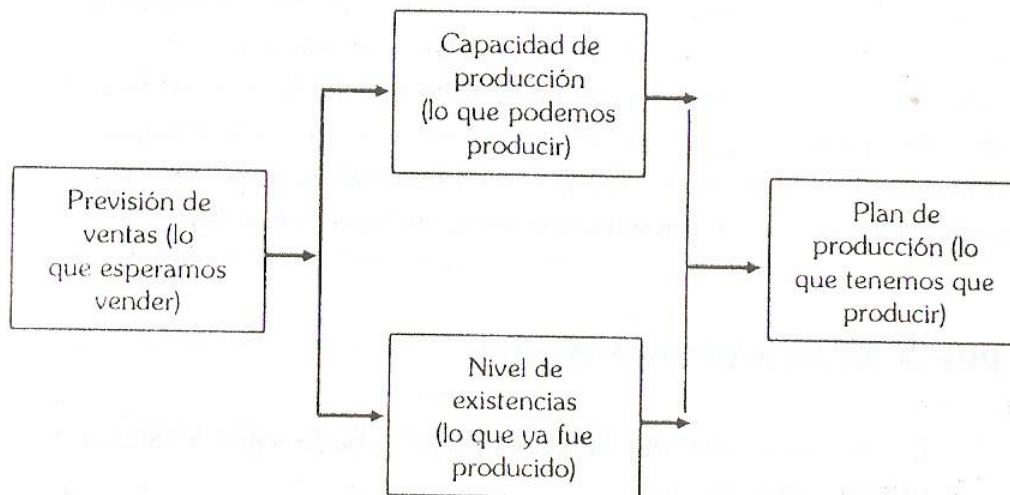 Capacidad de
producción
(lo que podemos
producir)
Previsión de
ventas (lo
que esperamos
vender)
Plan de
producción (lo
que tenemos que
producir)
Nivel de
existencias
(lo que ya fue
producido)